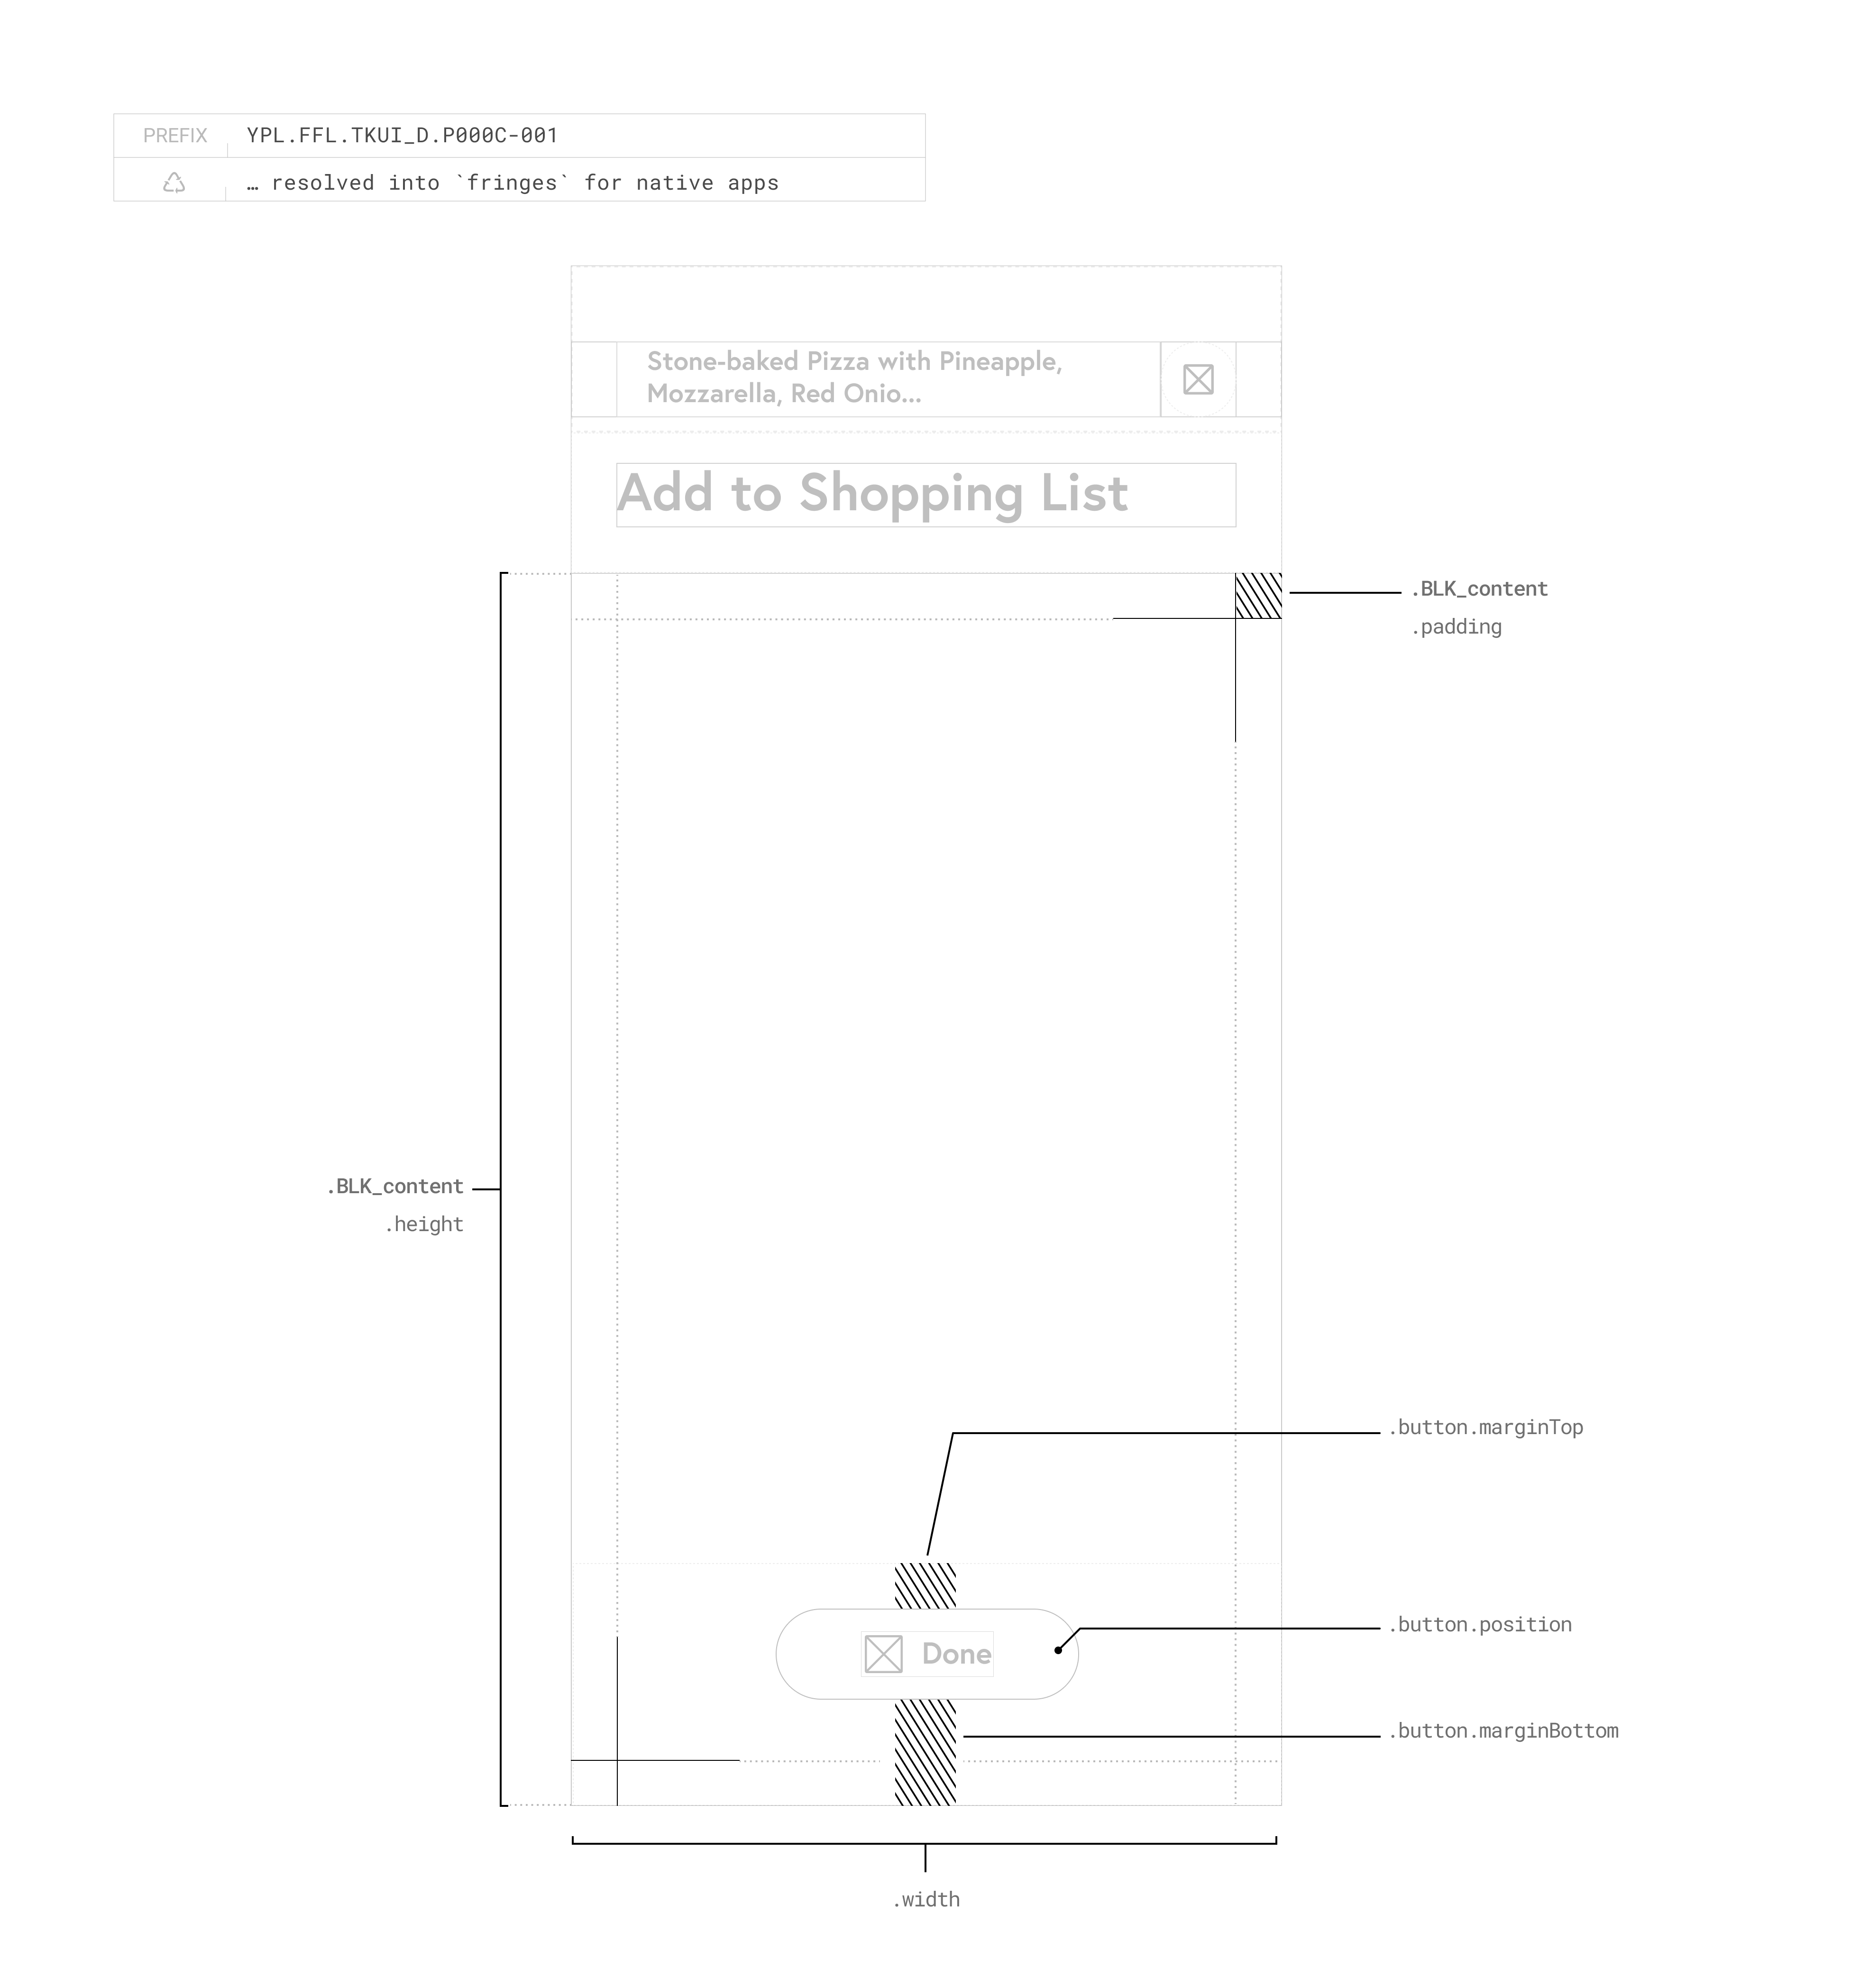 PREFIX YPL.FFL.TKUI_D.P000C-001
… resolved into `fringes` for native apps
Stone-baked Pizza with Pineapple,
Mozzarella, Red Onio...
Add to Shopping List
.BLK_content
.padding
.BLK_content
.height
.button.marginTop
.button.position
Done
.button.marginBottom
.width